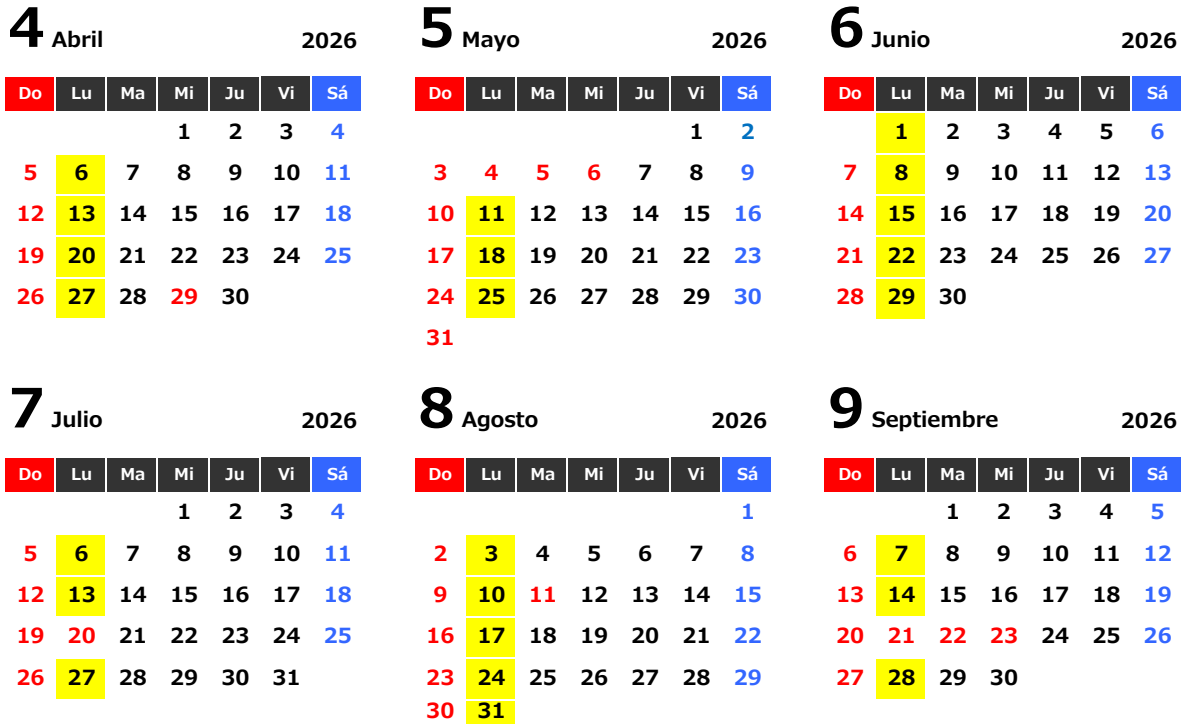 4 Abril 2026
Do Lu Ma Mi Ju Vi Sá
1 2 3 4
5 6 7 8 9 10 11
12 13 14 15 16 17 18
19 20 21 22 23 24 25
26 27 28 29 30
5 Mayo 2026
Do Lu Ma Mi Ju Vi Sá
1 2
3 4 5 6 7 8 9
10 11 12 13 14 15 16
17 18 19 20 21 22 23
24 25 26 27 28 29 30
31
6 Junio 2026
Do Lu Ma Mi Ju Vi Sá
1 2 3 4 5 6
7 8 9 10 11 12 13
14 15 16 17 18 19 20
21 22 23 24 25 26 27
28 29 30
7 Julio 2026
Do Lu Ma Mi Ju Vi Sá
1 2 3 4
5 6 7 8 9 10 11
12 13 14 15 16 17 18
19 20 21 22 23 24 25
26 27 28 29 30 31
8 Agosto 2026
Do Lu Ma Mi Ju Vi Sá
1
2 3 4 5 6 7 8
9 10 11 12 13 14 15
16 17 18 19 20 21 22
23 24 25 26 27 28 29
30 31
9 Septiembre 2026
Do Lu Ma Mi Ju Vi Sá
1 2 3 4 5
6 7 8 9 10 11 12
13 14 15 16 17 18 19
20 21 22 23 24 25 26
27 28 29 30